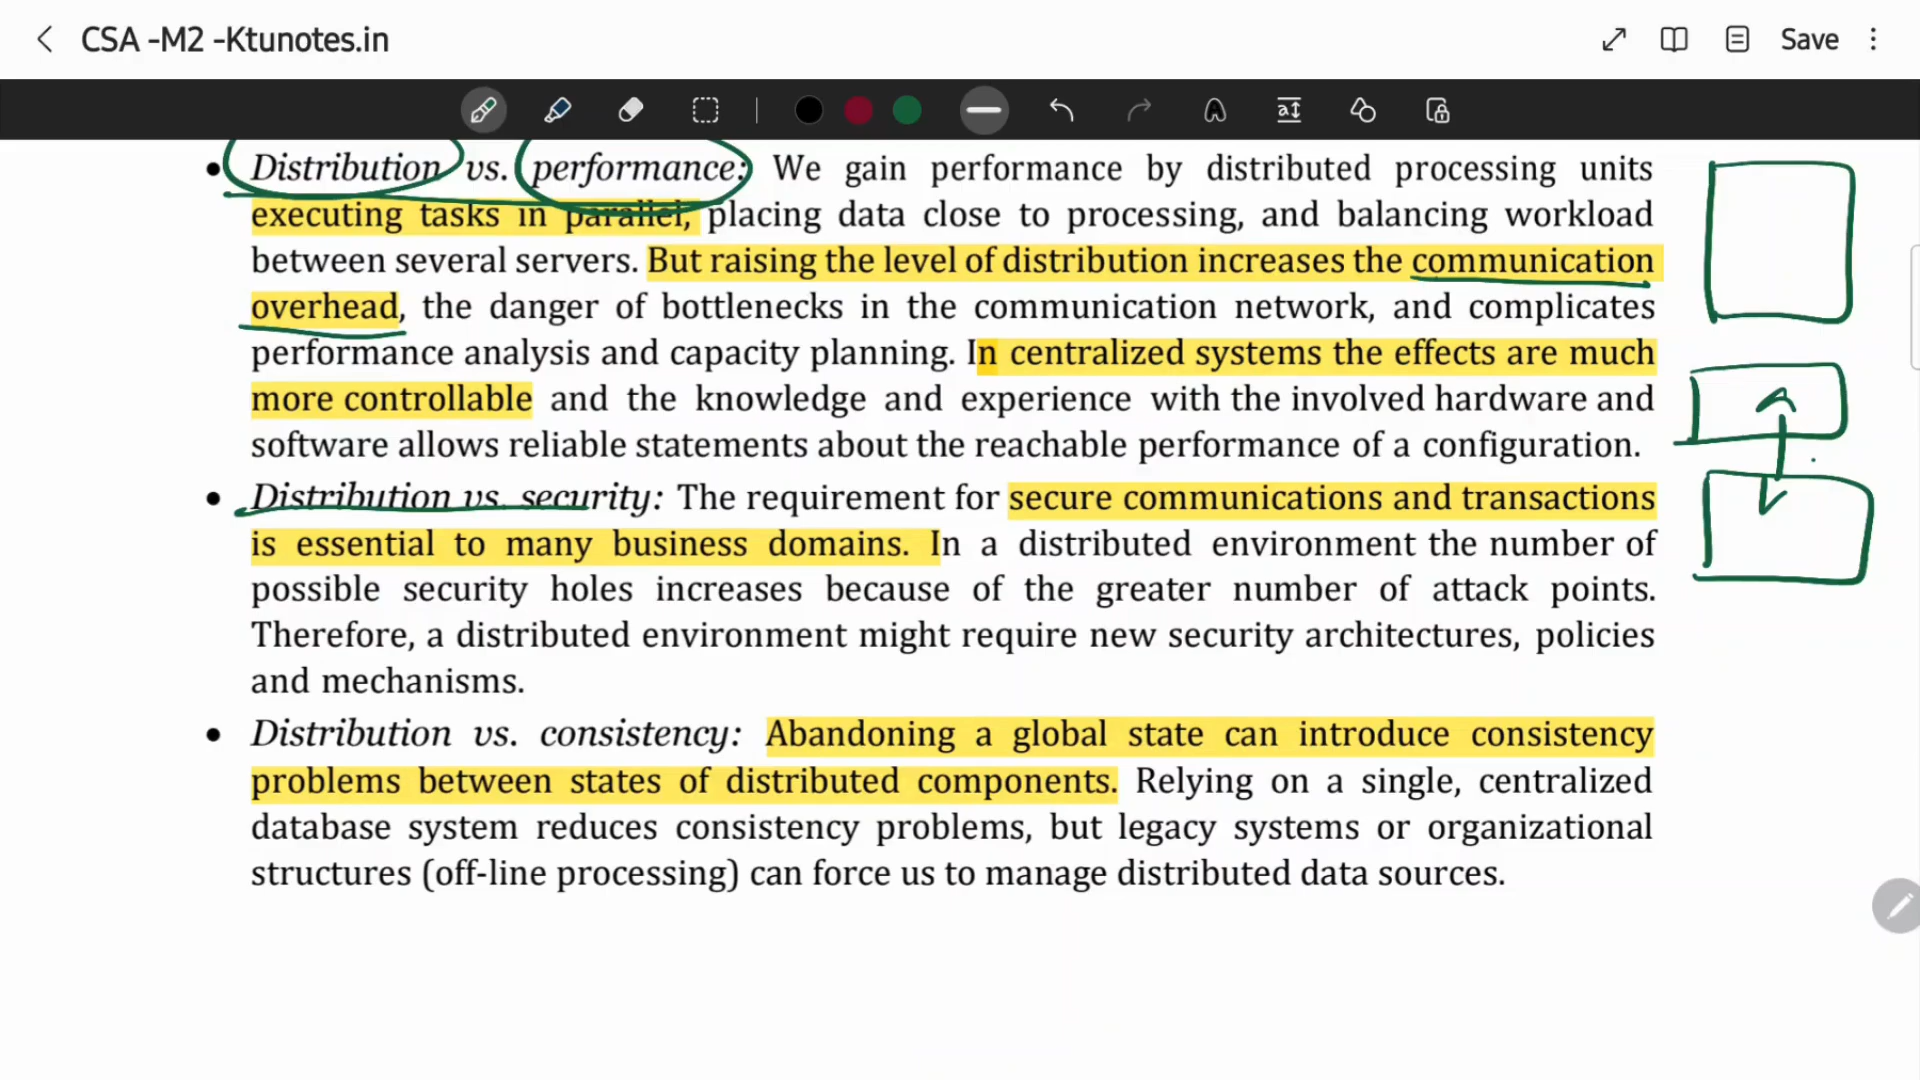 CSA -M2 -Ktunotes.in
Save
• Distribution vs. performance: We gain performance by distributed processing units
executing tasks in parallel, placing data close to processing, and balancing workload
between several servers. But raising the level of distribution increases the communication
overhead, the danger of bottlenecks in the communication network, and complicates
performance analysis and capacity planning. In centralized systems the effects are much
more controllable and the knowledge and experience with the involved hardware and
software allows reliable statements about the reachable performance of a configuration.
• Distribution vs. security: The requirement for secure communications and transactions
is essential to many business domains. In a distributed environment the number of
possible security holes increases because of the greater number of attack points.
Therefore, a distributed environment might require new security architectures, policies
and mechanisms.
• Distribution vs. consistency: Abandoning a global state can introduce consistency
problems between states of distributed components. Relying on a single, centralized
database system reduces consistency problems, but legacy systems or organizational
structures (off-line processing) can force us to manage distributed data sources.